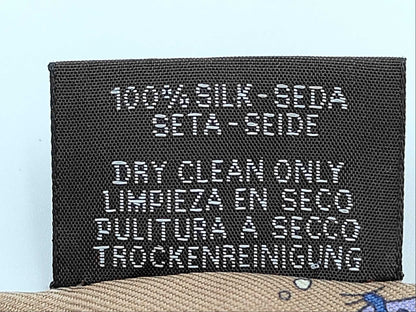 100% SILK-SEDA
SETA-SEIDE
DRY CLEAN ONLY
LIMPIEZA EN SECO
PULITURA A SECCO
TROCKENREINIGUNG